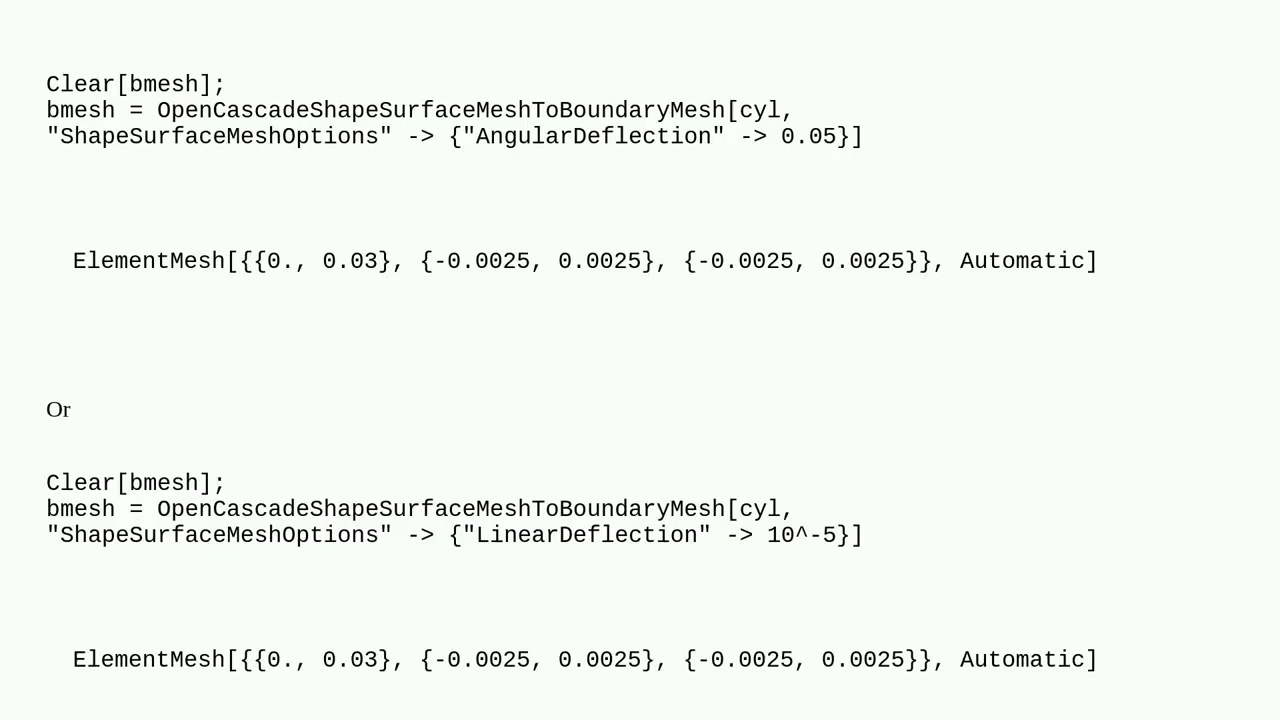 Clear[bmesh];
bmesh = OpenCascadeShapeSurfaceMeshToBoundaryMesh[cyl,
"ShapeSurfaceMeshOptions" -> {"AngularDeflection" -> 0.05}]
ElementMesh[{{0., 0.03}, {-0.0025, 0.0025}, {-0.0025, 0.0025}}, Automatic]
Or
Clear[bmesh];
bmesh = OpenCascadeShapeSurfaceMeshToBoundaryMesh[cyl,
"ShapeSurfaceMeshOptions" -> {"LinearDeflection" -> 10^-5}]
ElementMesh[{{0., 0.03}, {-0.0025, 0.0025}, {-0.0025, 0.0025}}, Automatic]